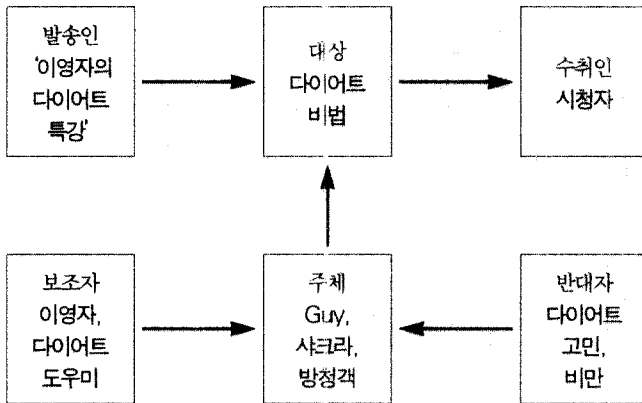 발송인
'이영자의
다이어트
특강'
대상
다이어트
비법
수취인
시청자
보조자
이영자,
다이어트
도우미
주체
Guy,
샤크라,
방청객
반대자
다이어트
고민,
비만